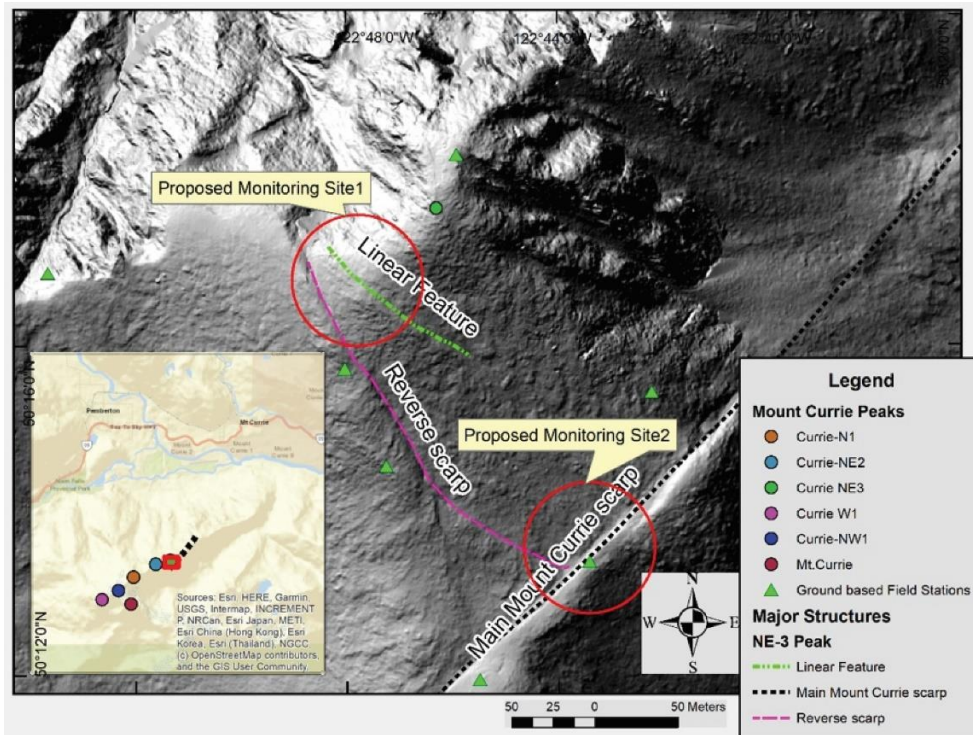 122°48'0"W
122°44'0"W
Proposed Monitoring Site1
Linear Feature
Reverse scarp
Proposed Monitoring Site2
Main Mount Currie scarp
50°16'0"N
50°12'0"N
Pemberton
Mt.Currie
Sources: Esri, HERE, Garmin,
USGS, Intermap, INCREMENT
P, NRCan, Esri Japan, METI,
Esri China (Hong Kong), Esri
Korea, Esri (Thailand), NGCC,
(c) OpenStreetMap contributors,
and the GIS User Community.
N
W
E
S
50 25 0 50 Meters
Legend
Mount Currie Peaks
Currie-N1
Currie-NE2
Currie NE3
Currie W1
Currie-NW1
Mt.Currie
Ground based Field Stations
Major Structures
NE-3 Peak
Linear Feature
Main Mount Currie scarp
Reverse scarp